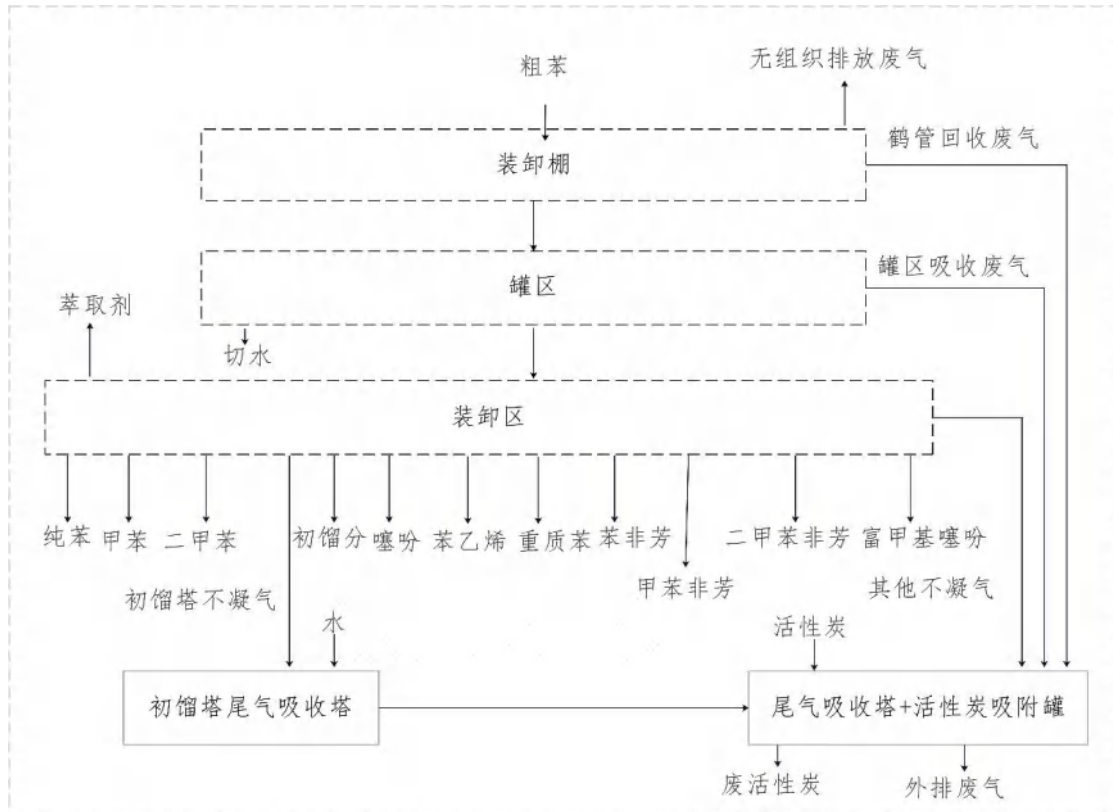 粗苯
无组织排放废气
装卸棚
鹤管回收废气
罐区
罐区吸收废气
萃取剂
切水
装卸区
纯苯
甲苯
二甲苯
初馏分
噻吩
苯乙烯
重质苯
苯非芳
二甲苯非芳
富甲基噻吩
初馏塔不凝气
甲苯非芳
其他不凝气
水
活性炭
初馏塔尾气吸收塔
尾气吸收塔+活性炭吸附罐
废活性炭
外排废气